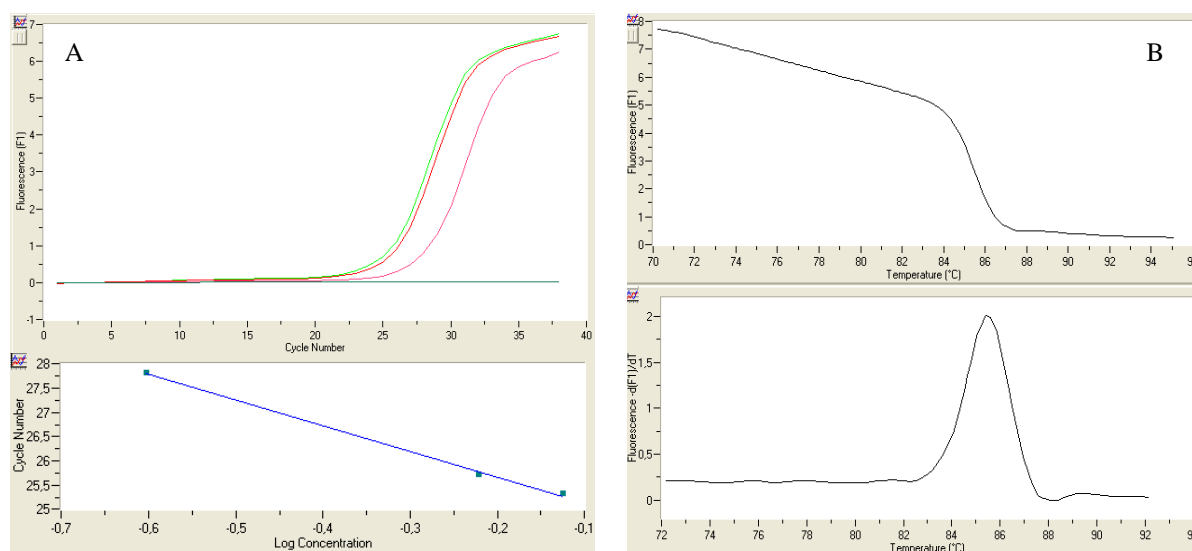 A
Fluorescence (F1)
7
6
5
4
3
2
1
0
-1
0 5 10 15 20 25 30 35 40
Cycle Number
Cycle Number
28
27,5
27
26,5
26
25,5
25
-0,7 -0,6 -0,5 -0,4 -0,3 -0,2 -0,1
Log Concentration
B
Fluorescence (F1)
8
7
6
5
4
3
2
1
0
70 72 74 76 78 80 82 84 86 88 90 92 94
Temperature (°C)
Fluorescence -d(F1)/dT
2
1,5
1
0,5
0
72 74 76 78 80 82 84 86 88 90 92
Temperature (°C)